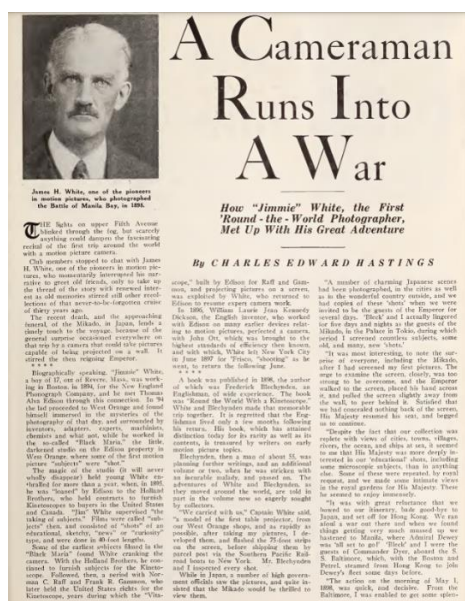 A Cameraman
Runs Into
A War
James H. White, one of the pioneers
in motion pictures, who photographed
the Battle of Manila Bay, in 1898.
How "Jimmie" White, the First
'Round - the - World Photographer,
Met Up With His Great Adventure
By CHARLES EDWARD HASTINGS
THE lights on upper Fifth Avenue
blinked through the fog, but scarcely
anything could dampen the fascinating
recital of the first trip around the world
with a motion picture camera.
Club members stopped to chat with James
H. White, one of the pioneers in motion pic-
tures, who momentarily interrupted his nar-
rative to greet old friends, only to take up
the thread of the story with renewed inter-
est as old memories stirred still other recol-
lections of that never-to-be-forgotten cruise
of thirty years ago.
The recent death, and the approaching
funeral, of the Mikado, in Japan, lends a
timely touch to the voyage, because of the
general surprise occasioned everywhere on
that trip by a camera that could take pictures
capable of being projected on a wall. It
stirred the then reigning Emperor.
* * * *
Biographically speaking, "Jimmie" White,
a boy of 17, out of Revere, Mass., was work-
ing in Boston, in 1894, for the New England
Phonograph Company, and he met Thomas
Alva Edison through this connection. In '94
the lad proceeded to West Orange and found
himself immersed in the mysteries of the
photography of that day, and surrounded by
inventors, adapters, experts, machinists,
chemists and what not, while he worked in
the so-called "Black Maria," the little,
darkened studio on the Edison property in
West Orange, where some of the first motion
picture "subjects" were "shot."
The magic of the studio (it will never
wholly disappear) held young White en-
thralled for more than a year, when, in 1895,
he was "loaned" by Edison to the Holland
Brothers, who held contracts to furnish
Kinetoscopes to buyers in the United States
and Canada. "Jim" White supervised "the
taking of subjects." Films were called "sub-
jects" then, and consisted of "shots" of an
educational, sketchy, "news" or "curiosity"
type, and were done in 40-foot lengths.
Some of the earliest subjects filmed in the
"Black Maria" found White cranking the
camera. With the Holland Brothers, he con-
tinued to furnish subjects for the Kineto-
scope. Followed, then, a period with Nor-
man C. Raff and Frank R. Gammon, who
later held the United States rights for the
Kinetoscope, years during which the "Vita-
scope," built by Edison for Raff and Gam-
mon, and projecting pictures on a screen,
was exploited by White, who returned to
Edison to resume expert camera work.
In 1896, William Laurie Jenn Kennedy
Dickson, the English inventor, who worked
with Edison on many earlier devices relat-
ing to motion pictures, perfected a camera,
with John Ott, which was brought to the
highest standards of efficiency then known,
and with which, White left New York City
in June 1897 for 'Frisco, "shooting" as he
went, to return the following June.
* * * *
A book was published in 1898, the author
of which was Frederick Blechynden, an
Englishman, of wide experience. The book
was "Round the World With a Kinetoscope."
White and Blechynden made that memorable
trip together. It is regretted that the Eng-
lishman lived only a few months following
the return. His book, which has attained
distinction today for its rarity as well as its
contents, is treasured by writers on early
motion picture topics.
Blechynden, then a man of about 55, was
planning further writings, and an additional
volume or two, when he was stricken with
an incurable malady, and passed on. The
adventures of White and Blechynden, as
they moved around the world, are told in
part in the volume now so eagerly sought
by collectors.
"We carried with us," Captain White said,
"a model of the first table projector, from
our West Orange shops, and as rapidly as
possible, after taking my pictures, I de-
veloped them, and flashed the 75-foot strips
on the screen, before shipping them by
parcel post via the Southern Pacific Rail-
road boats to New York. Mr. Blechynden
and I inspected every shot.
While in Japan, a number of high govern-
ment officials saw the pictures, and quite in-
sisted that the Mikado would be thrilled to
view them.
"A number of charming Japanese scenes
had been photographed, in the cities as well
as in the wonderful country outside, and we
had copies of these 'shots' when we were
invited to be the guests of the Emperor for
several days. 'Bleck' and I actually lingered
for five days and nights as the guests of the
Mikado, in the Palace in Tokio, during which
period I screened countless subjects, some
old, and many, new 'shots.'
"It was most interesting, to note the sur-
prise of everyone, including the Mikado,
after I had screened my first pictures. The
urge to examine the screen, closely, was too
strong to be overcome, and the Emperor
walked to the screen, placed his hand across
it, and pulled the screen slightly away from
the wall, to peer behind it. Satisfied that
we had concealed nothing back of the screen,
His Majesty resumed his seat, and begged
us to continue.
"Despite the fact that our collection was
replete with views of cities, towns, villages,
rivers, the ocean, and ships at sea, it seemed
to me that His Majesty was more deeply in-
terested in our 'educational' shots, including
some microscopic subjects, than in anything
else. Some of these were repeated, by royal
request, and we made some intimate views
in the royal gardens for His Majesty. These
he seemed to enjoy immensely.
"It was with great reluctance that we
bowed to our itinerary, bade good-bye to
Japan, and set off for Hong Kong. We ran
afoul a war out there and when we found
things getting very much mussed up we
hustarted to Manila, where Admiral Dewey
was 'all set to go.' 'Bleck' and I were the
guests of Commander Dyer, aboard the S.
S. Baltimore, which, with the Boston and
Petrel, steamed from Hong Kong to join
Dewey's fleet some days before.
"The action on the morning of May 1,
1898, was quick, and decisive. From the
Baltimore, I was enabled to get some splen-